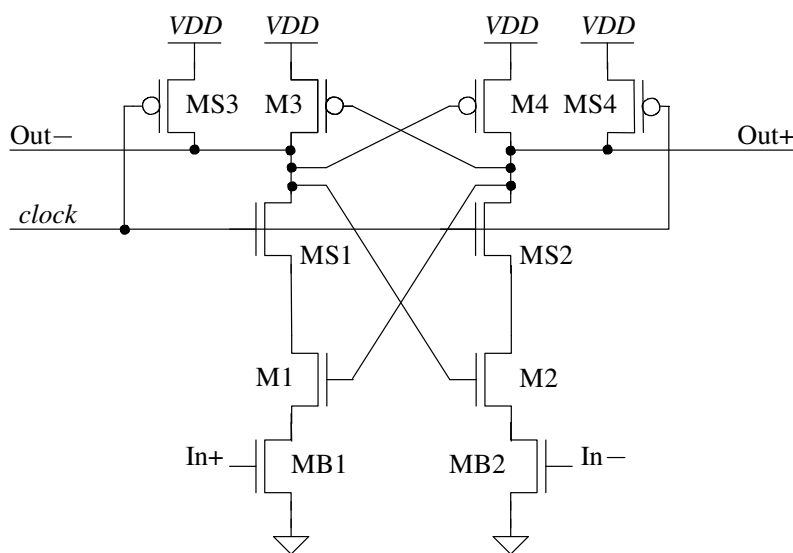 VDD VDD VDD VDD
MS3 M3 M4 MS4
Out− Out+
clock
MS1 MS2
M1 M2
In+ MB1 MB2 In−